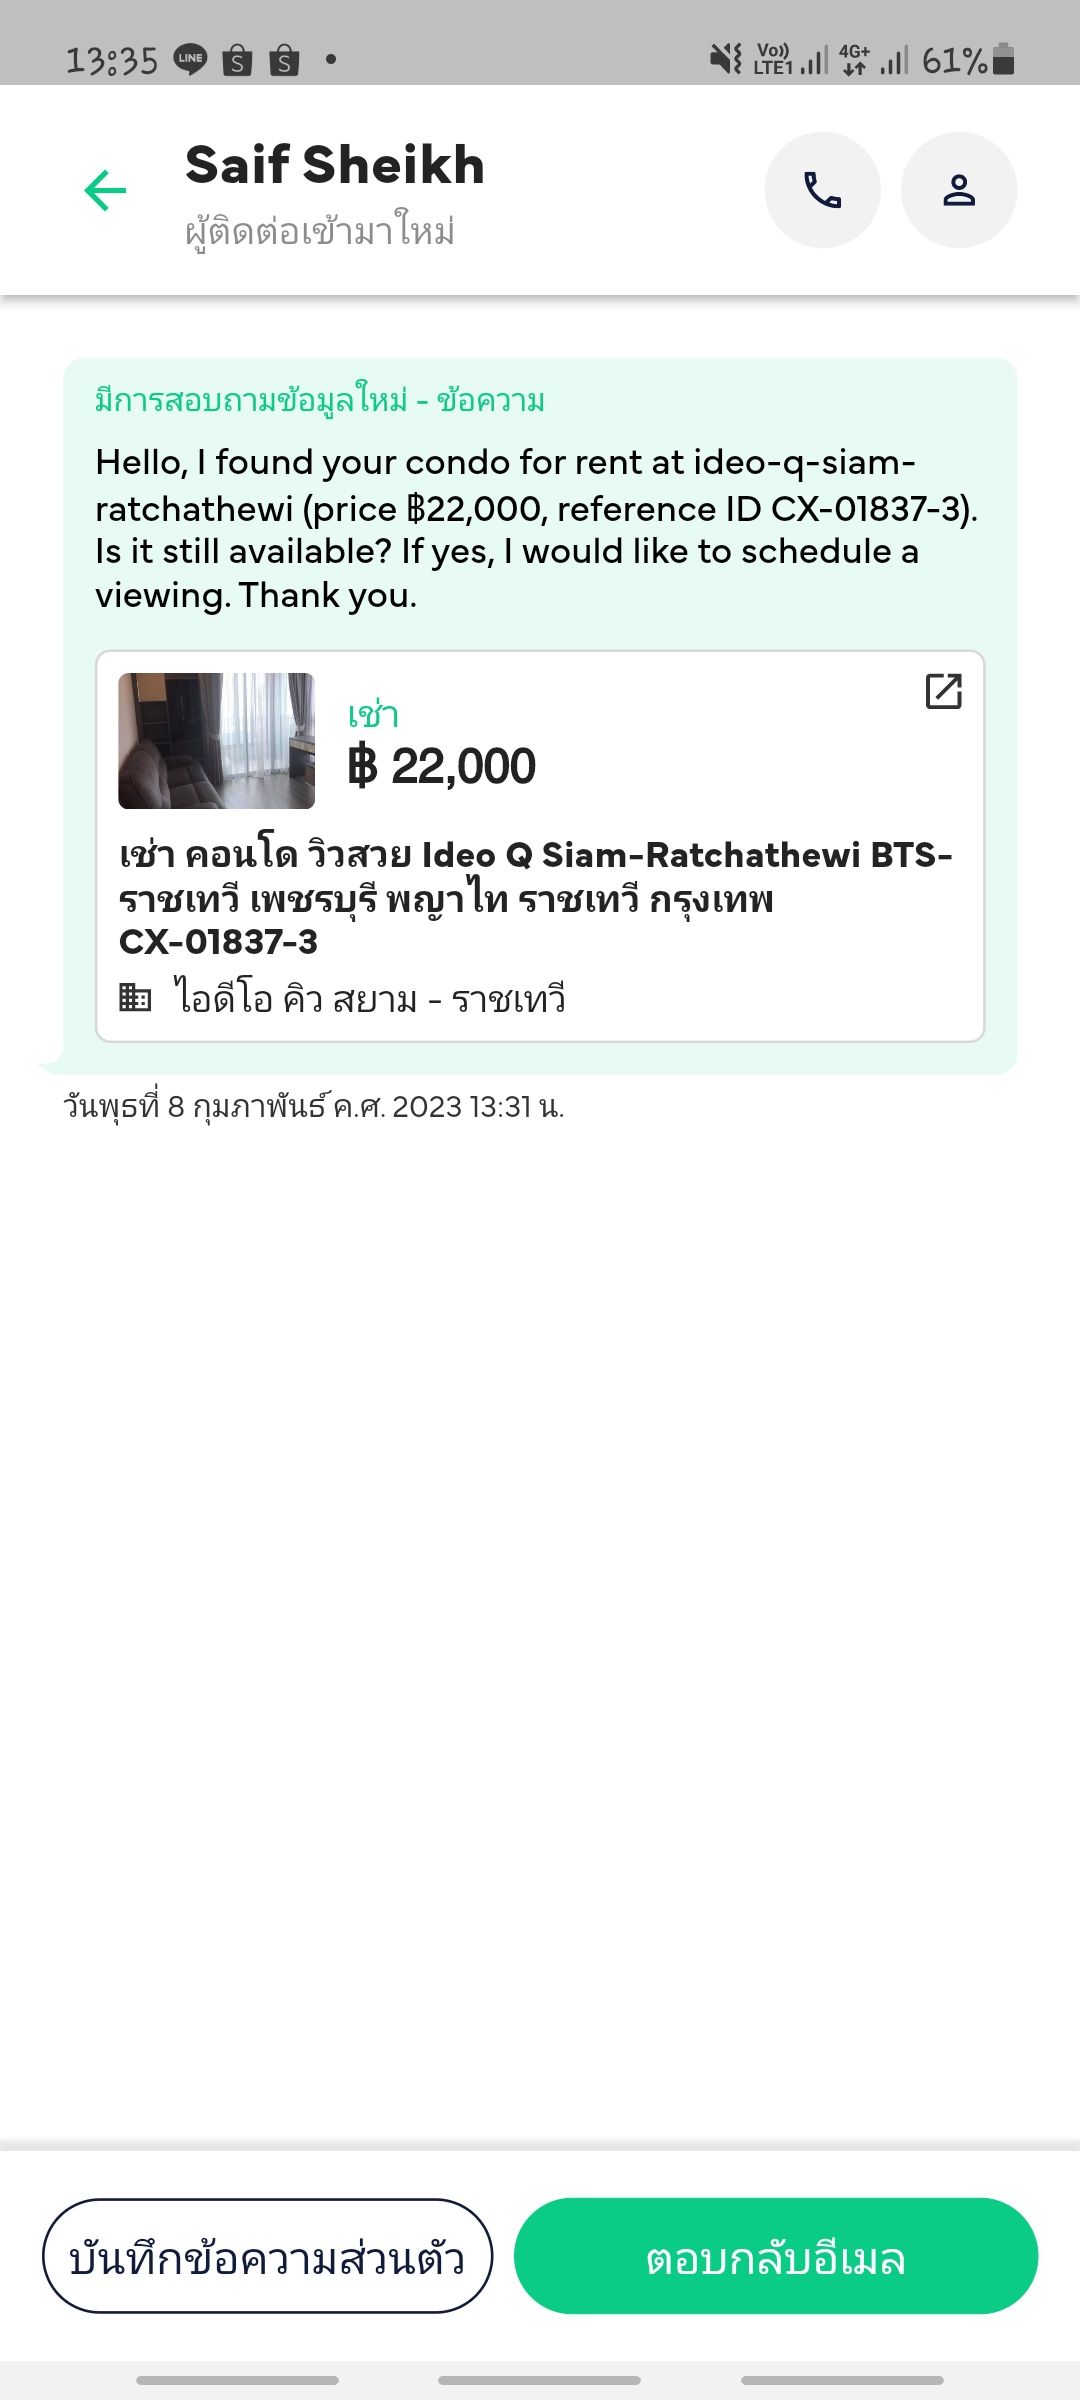 13:35 LINE S S • Vo)) LTE1 4G+ 61%
Saif Sheikh
ผู้ติดต่อเข้ามาใหม่
มีการสอบถามข้อมูลใหม่ - ข้อความ
Hello, I found your condo for rent at ideo-q-siam-
ratchathewi (price ฿22,000, reference ID CX-01837-3).
Is it still available? If yes, I would like to schedule a
viewing. Thank you.
เช่า
฿ 22,000
เช่า คอนโด วิวสวย Ideo Q Siam-Ratchathewi BTS-
ราชเทวี เพชรบุรี พญาไท ราชเทวี กรุงเทพ
CX-01837-3
ไอดีโอ คิว สยาม - ราชเทวี
วันพุธที่ 8 กุมภาพันธ์ ค.ศ. 2023 13:31 น.
บันทึกข้อความส่วนตัว
ตอบกลับอีเมล